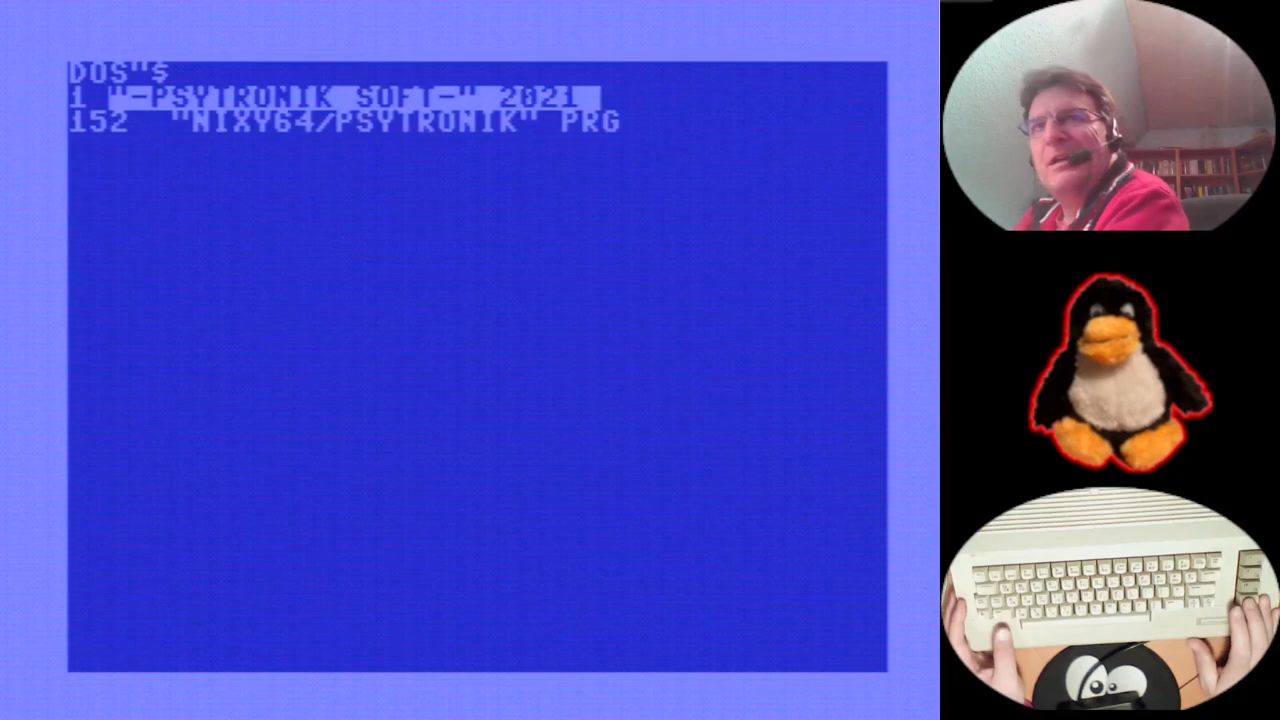 DOS"$
1 "-PSYTRONIK SOFT-" 2021
152 "NIXY64/PSYTRONIK" PRG